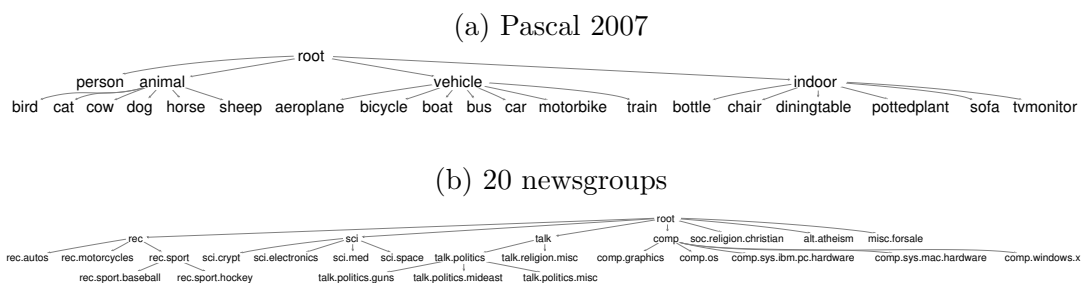 (a) Pascal 2007
root
person animal vehicle indoor
bird cat cow dog horse sheep aeroplane bicycle boat bus car motorbike train bottle chair diningtable pottedplant sofa tvmonitor
(b) 20 newsgroups
root
rec sci talk comp soc.religion.christian alt.atheism misc.forsale
rec.autos rec.motorcycles rec.sport sci.crypt sci.electronics sci.med sci.space talk.politics talk.religion.misc comp.graphics comp.os comp.sys.ibm.pc.hardware comp.sys.mac.hardware comp.windows.x
rec.sport.baseball rec.sport.hockey talk.politics.guns talk.politics.mideast talk.politics.misc